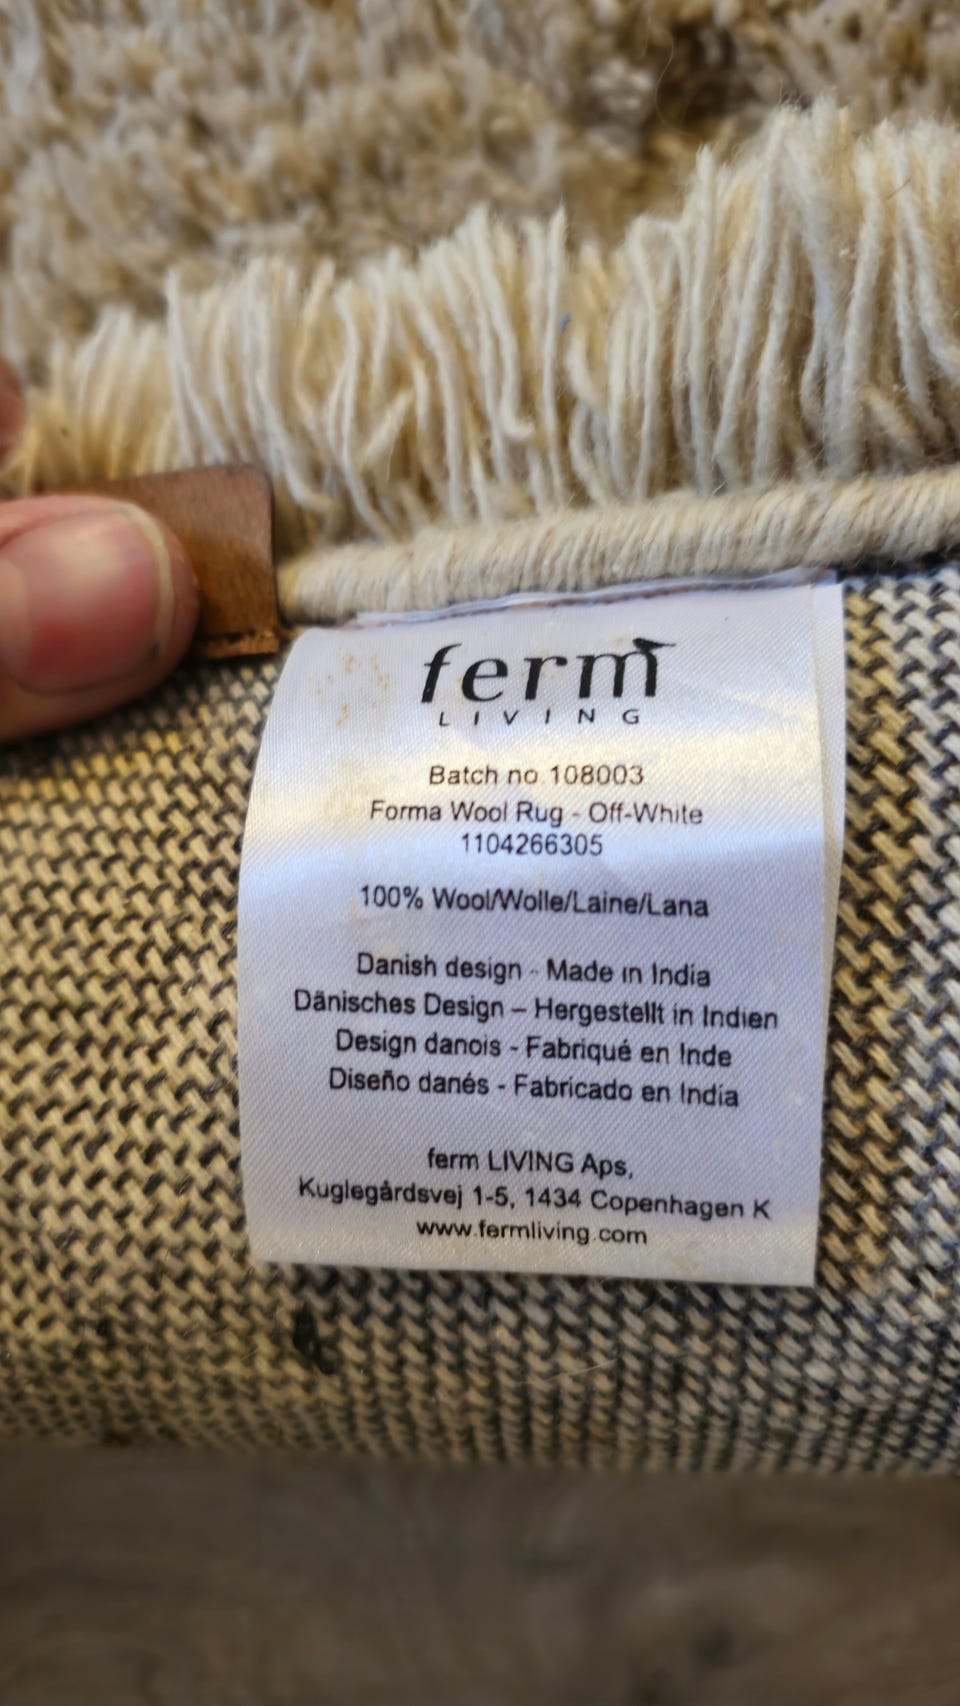 ferm
LIVING
Batch no 108003
Forma Wool Rug - Off-White
1104266305
100% Wool/Wolle/Laine/Lana
Danish design - Made in India
Dänisches Design – Hergestellt in Indien
Design danois - Fabriqué en Inde
Diseño danés - Fabricado en India
ferm LIVING Aps,
Kuglegårdsvej 1-5, 1434 Copenhagen K
www.fermliving.com